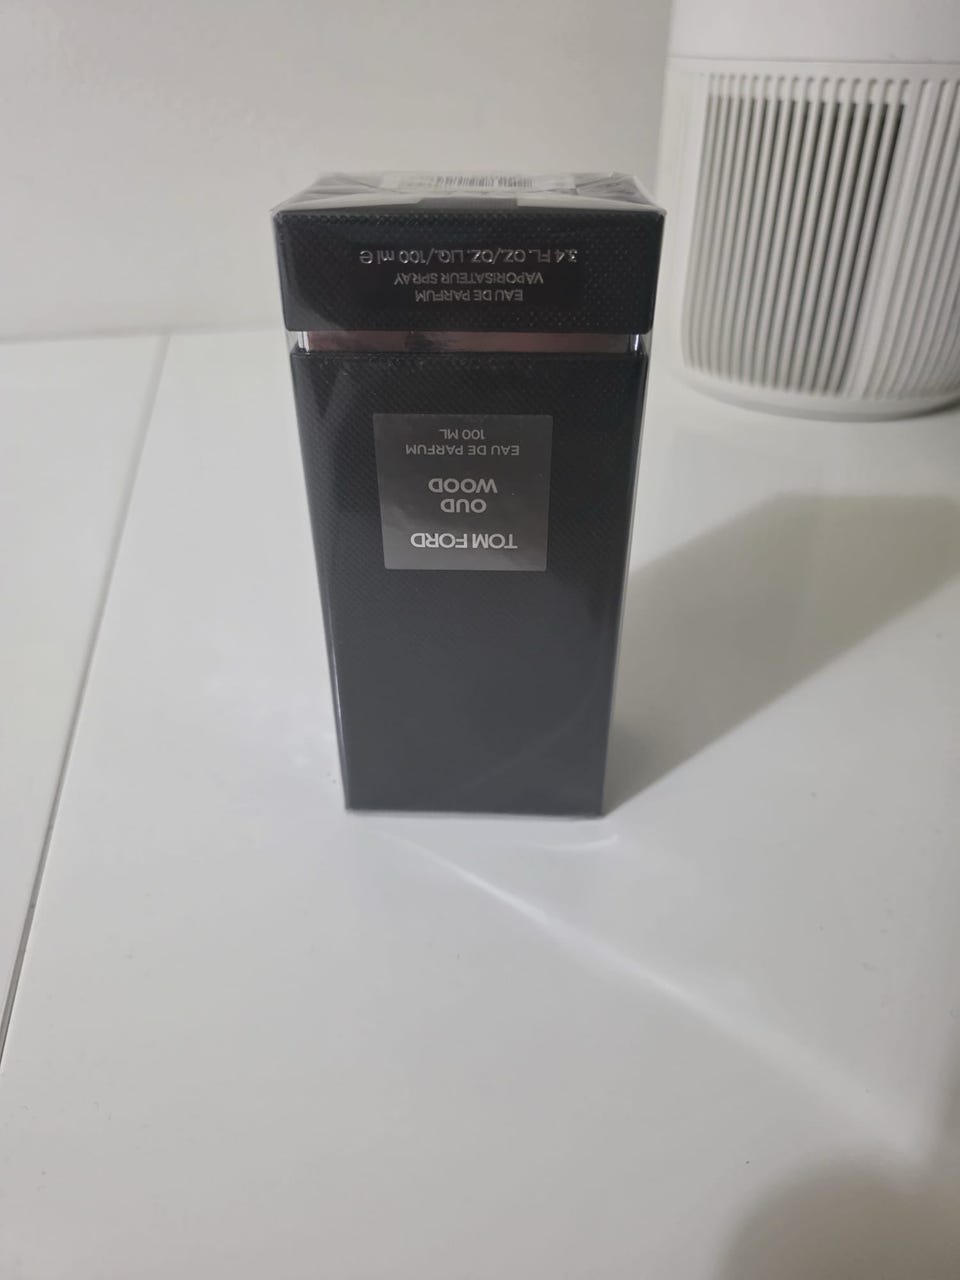 TOM FORD
OUD
WOOD
EAU DE PARFUM
100 ML
EAU DE PARFUM
VAPORISATEUR SPRAY
3.4 FL. OZ./OZ. LIQ./100 ml ℮